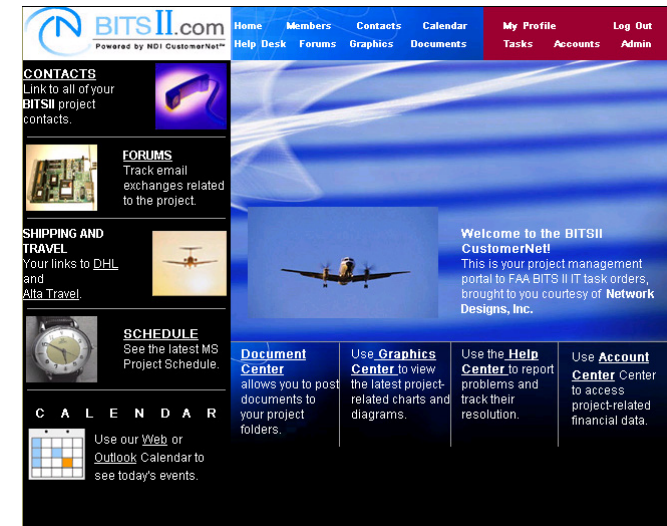 BITSII.com
Powered by NDI CustomerNet™
Home Members Contacts Calendar My Profile Log Out
Help Desk Forums Graphics Documents Tasks Accounts Admin
CONTACTS
Link to all of your
BITSII project
contacts.
FORUMS
Track email
exchanges related
to the project.
SHIPPING AND
TRAVEL
Your links to DHL
and
Alta Travel.
SCHEDULE
See the latest MS
Project Schedule.
CALENDAR
Use our Web or
Outlook Calendar to
see today's events.
Welcome to the BITSII
CustomerNet!
This is your project management
portal to FAA BITS II IT task orders,
brought to you courtesy of Network
Designs, Inc.
Document
Center
allows you to post
documents to
your project
folders.
Use Graphics
Center to view
the latest project-
related charts and
diagrams.
Use the Help
Center to report
problems and
track their
resolution.
Use Account
Center Center
to access
project-related
financial data.